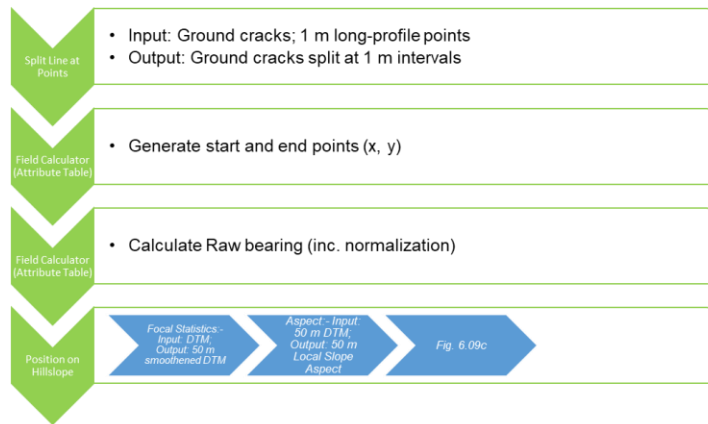 Split Line at
Points
• Input: Ground cracks; 1 m long-profile points
• Output: Ground cracks split at 1 m intervals
Field Calculator
(Attribute Table)
• Generate start and end points (x, y)
Field Calculator
(Attribute Table)
• Calculate Raw bearing (inc. normalization)
Position on
Hillslope
Focal Statistics:-
Input: DTM;
Output: 50 m
smoothened DTM
Aspect:- Input:
50 m DTM;
Output: 50 m
Local Slope
Aspect
Fig. 6.09c